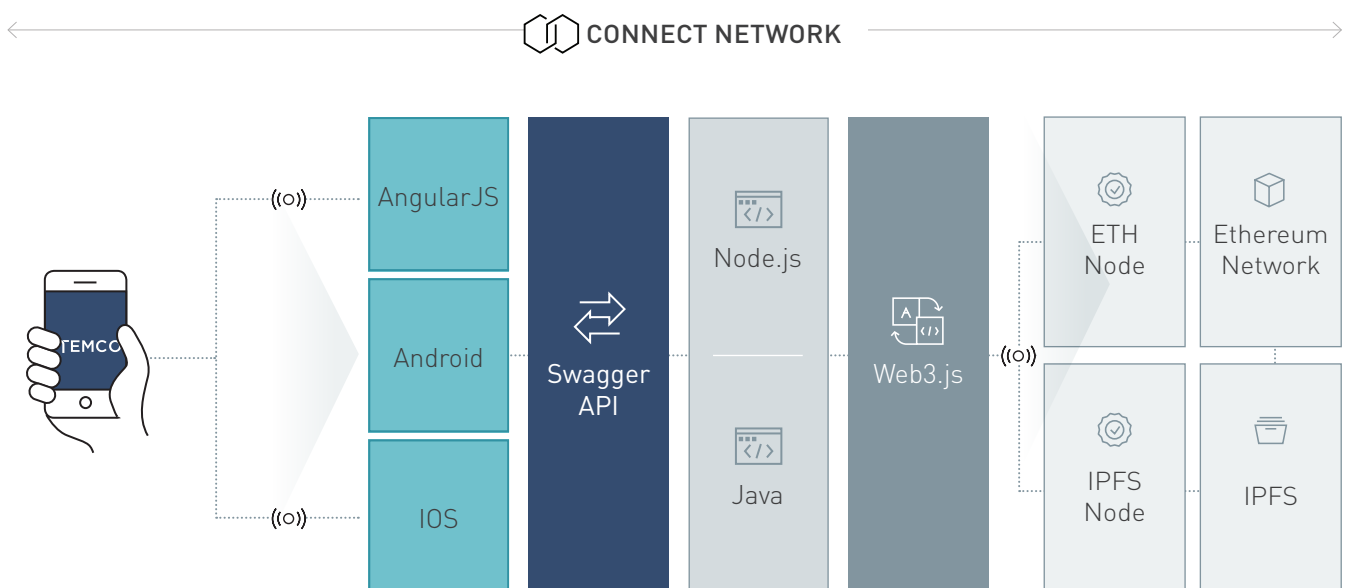 CONNECT NETWORK
TEMCO
AngularJS
Android
IOS
Swagger
API
Node.js
Java
Web3.js
A
ETH
Node
Ethereum
Network
IPFS
Node
IPFS